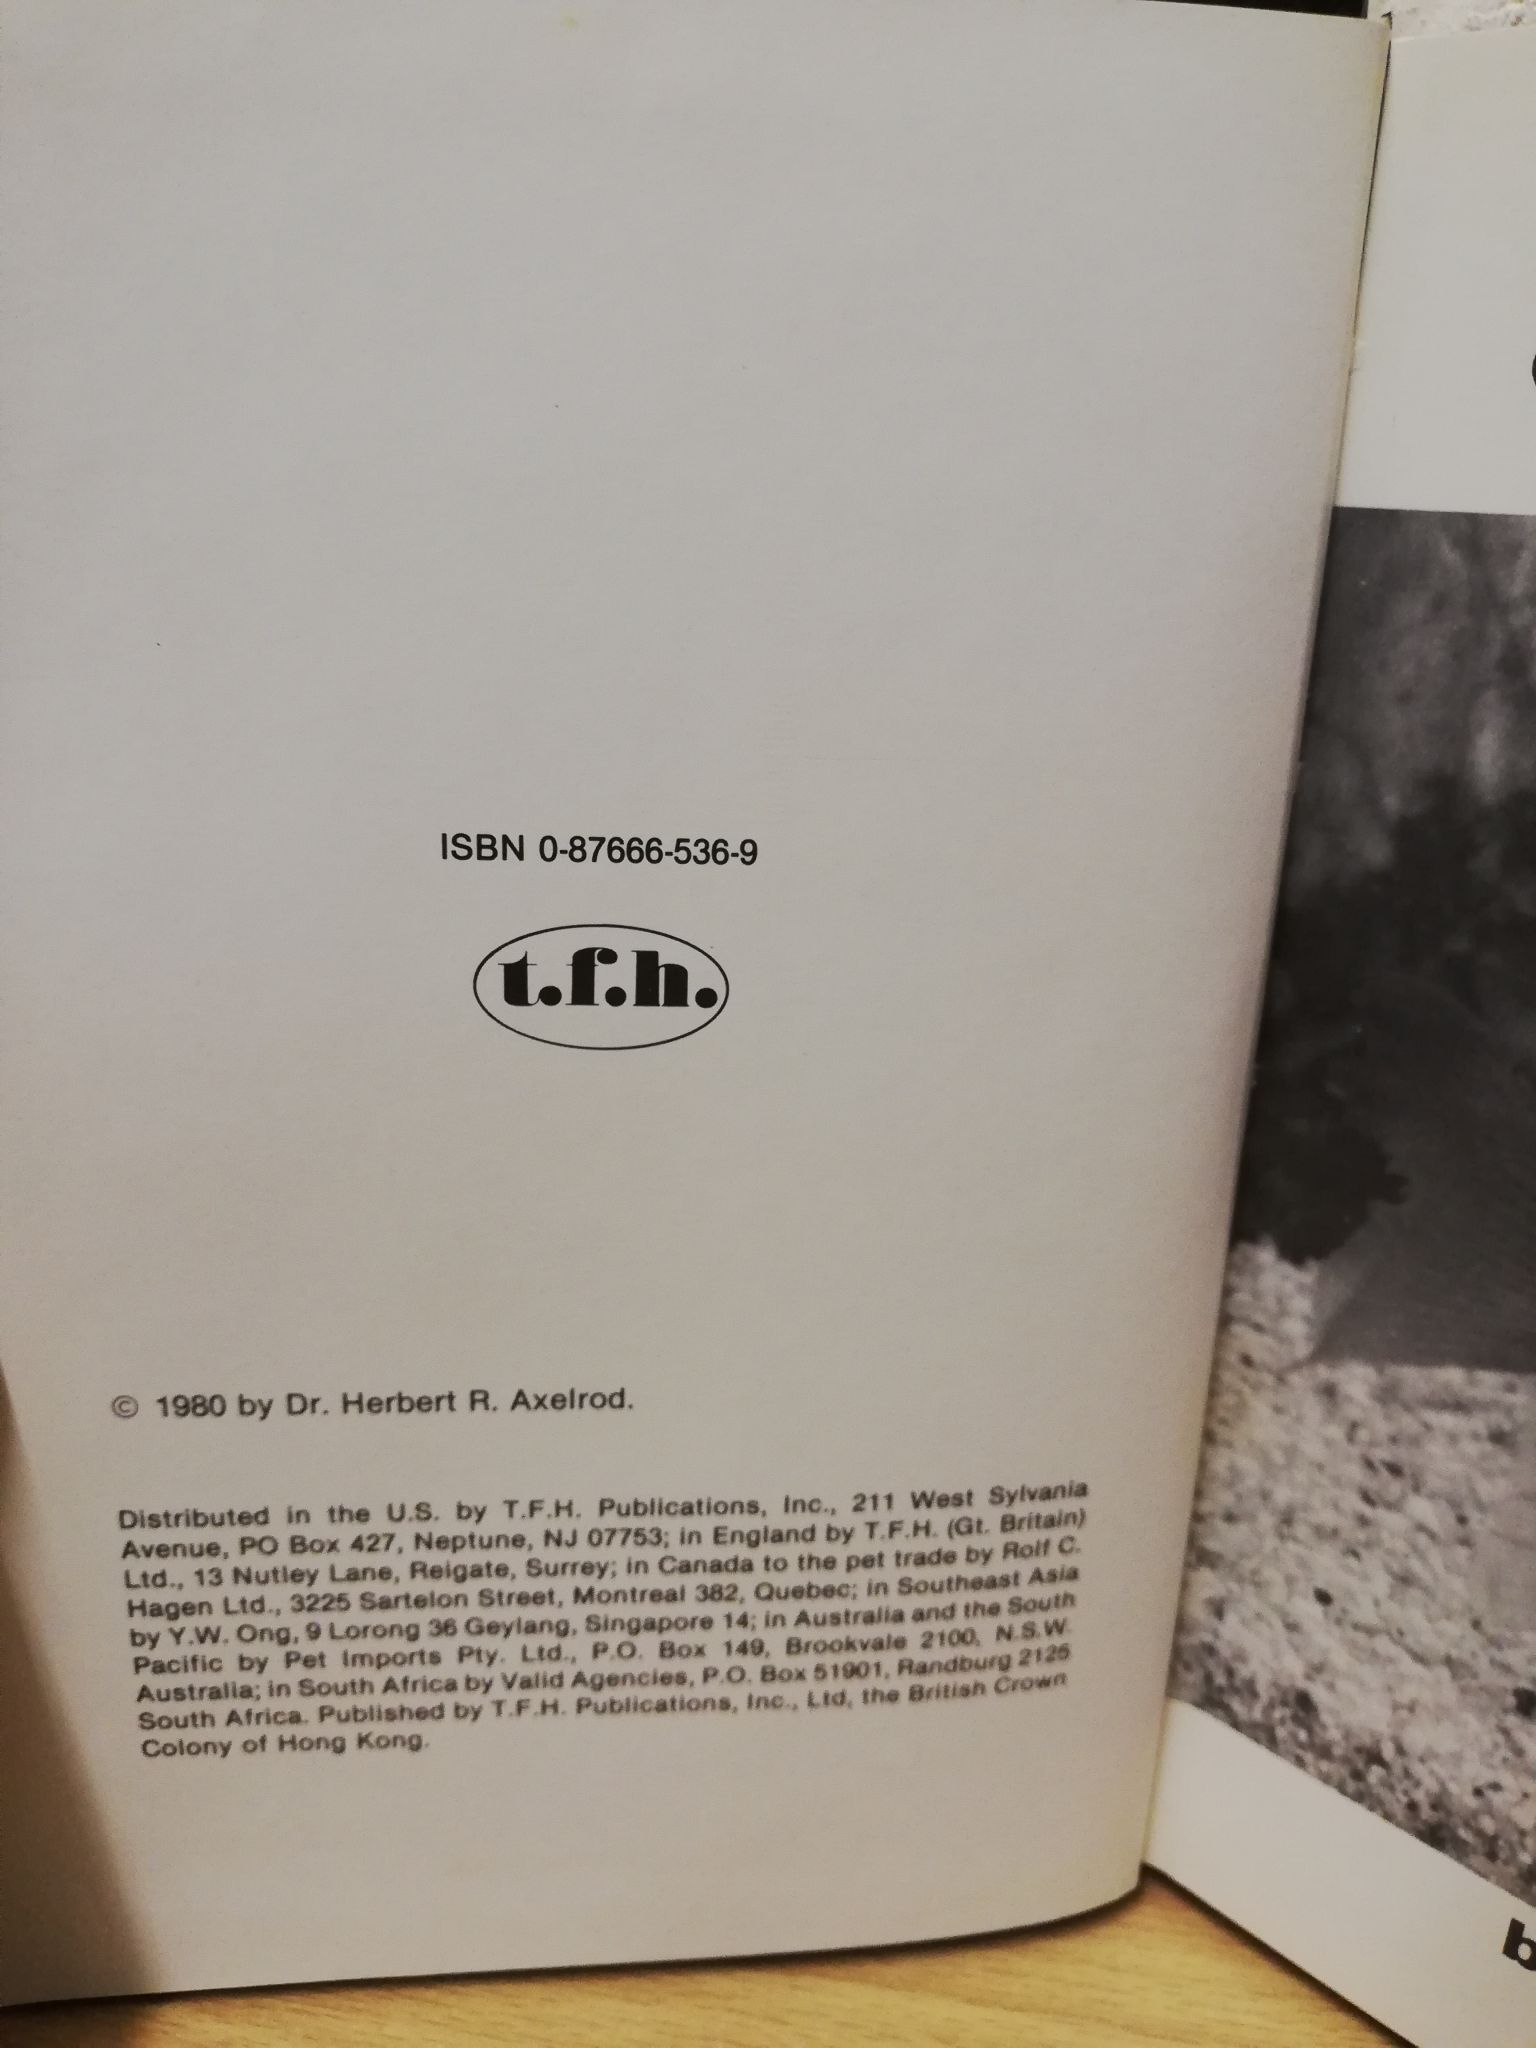 ISBN 0-87666-536-9
t.f.h.
© 1980 by Dr. Herbert R. Axelrod.
Distributed in the U.S. by T.F.H. Publications, Inc., 211 West Sylvania
Avenue, PO Box 427, Neptune, NJ 07753; in England by T.F.H. (Gt. Britain)
Ltd., 13 Nutley Lane, Reigate, Surrey; in Canada to the pet trade by Rolf C.
Hagen Ltd., 3225 Sartelon Street, Montreal 382, Quebec; in Southeast Asia
by Y.W. Ong, 9 Lorong 36 Geylang, Singapore 14; in Australia and the South
Pacific by Pet Imports Pty. Ltd., P.O. Box 149, Brookvale 2100, N.S.W.
Australia; in South Africa by Valid Agencies, P.O. Box 51901, Randburg 2125
South Africa. Published by T.F.H. Publications, Inc., Ltd, the British Crown
Colony of Hong Kong.
b